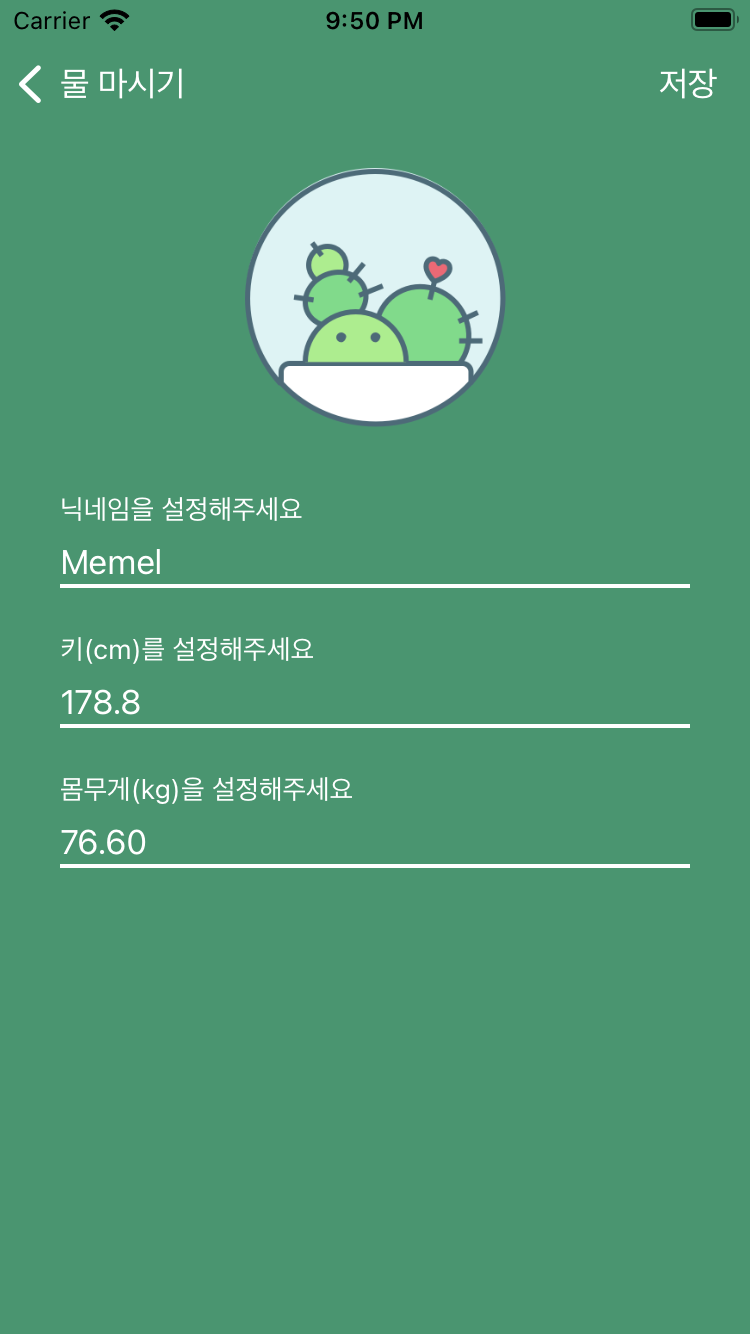 Carrier 9:50 PM
물 마시기 저장
닉네임을 설정해주세요
Memel
키(cm)를 설정해주세요
178.8
몸무게(kg)을 설정해주세요
76.60